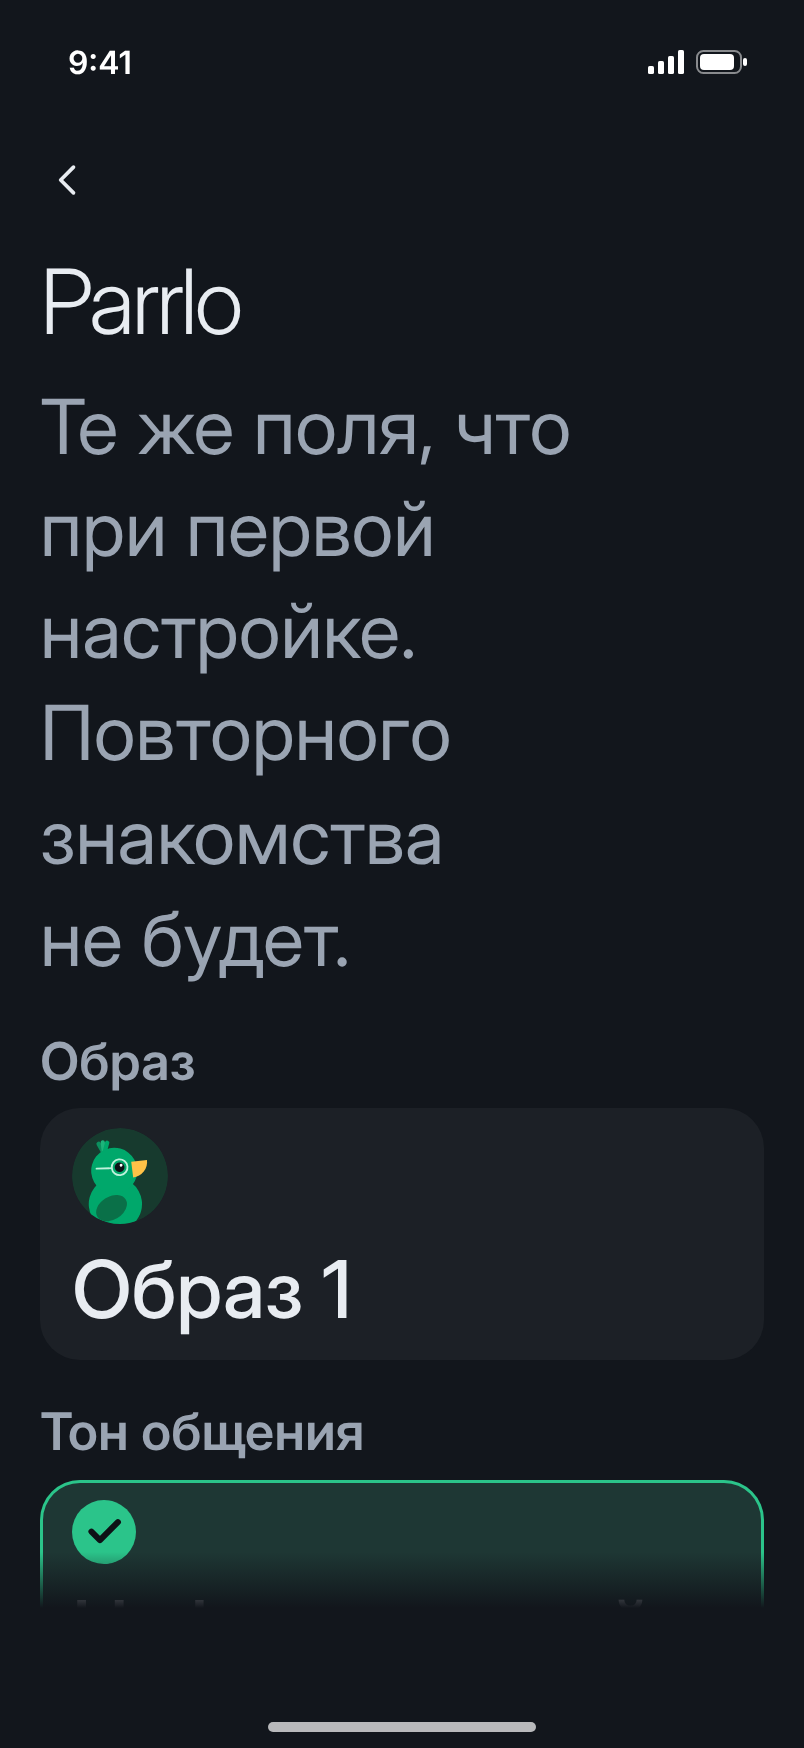 9:41
Parrlo
Те же поля, что
при первой
настройке.
Повторного
знакомства
не будет.
Образ
Образ 1
Тон общения